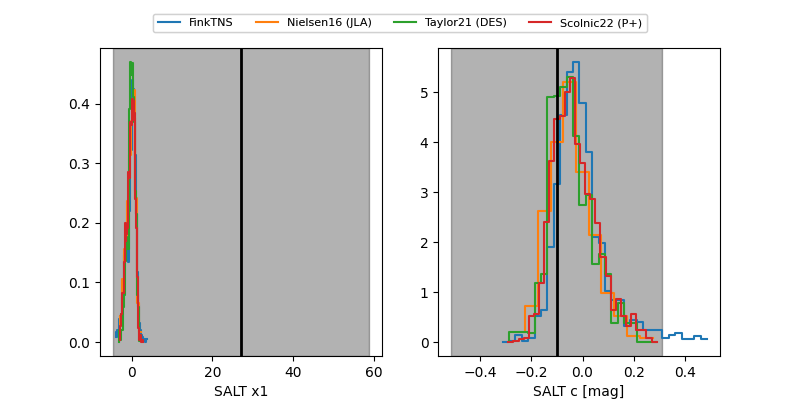 FinkTNS Nielsen16 (JLA) Taylor21 (DES) Scolnic22 (P+)
0.4
0.3
0.2
0.1
0.0
0 20 40 60
SALT x1
5
4
3
2
1
0
−0.4 −0.2 0.0 0.2 0.4
SALT c [mag]